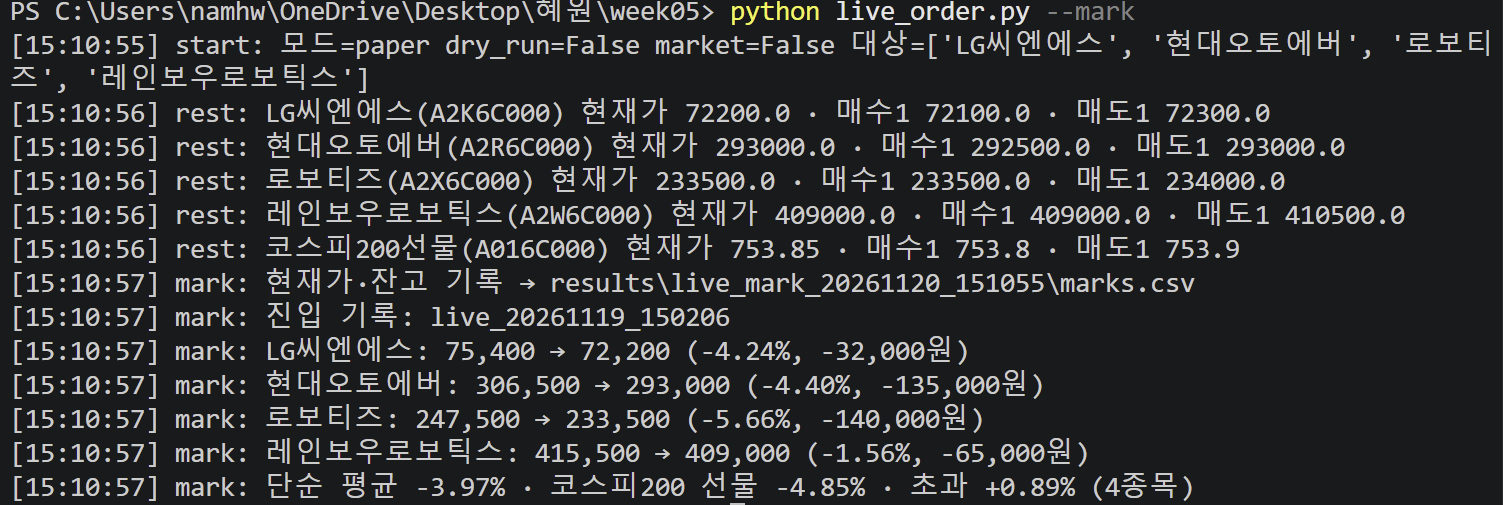 PS C:\Users\namhw\OneDrive\Desktop\혜원\week05> python live_order.py --mark
[15:10:55] start: 모드=paper dry_run=False market=False 대상=['LG씨엔에스', '현대오토에버', '로보티
즈', '레인보우로보틱스']
[15:10:56] rest: LG씨엔에스(A2K6C000) 현재가 72200.0 · 매수1 72100.0 · 매도1 72300.0
[15:10:56] rest: 현대오토에버(A2R6C000) 현재가 293000.0 · 매수1 292500.0 · 매도1 293000.0
[15:10:56] rest: 로보티즈(A2X6C000) 현재가 233500.0 · 매수1 233500.0 · 매도1 234000.0
[15:10:56] rest: 레인보우로보틱스(A2W6C000) 현재가 409000.0 · 매수1 409000.0 · 매도1 410500.0
[15:10:56] rest: 코스피200선물(A016C000) 현재가 753.85 · 매수1 753.8 · 매도1 753.9
[15:10:57] mark: 현재가·잔고 기록 → results\live_mark_20261120_151055\marks.csv
[15:10:57] mark: 진입 기록: live_20261119_150206
[15:10:57] mark: LG씨엔에스: 75,400 → 72,200 (-4.24%, -32,000원)
[15:10:57] mark: 현대오토에버: 306,500 → 293,000 (-4.40%, -135,000원)
[15:10:57] mark: 로보티즈: 247,500 → 233,500 (-5.66%, -140,000원)
[15:10:57] mark: 레인보우로보틱스: 415,500 → 409,000 (-1.56%, -65,000원)
[15:10:57] mark: 단순 평균 -3.97% · 코스피200 선물 -4.85% · 초과 +0.89% (4종목)